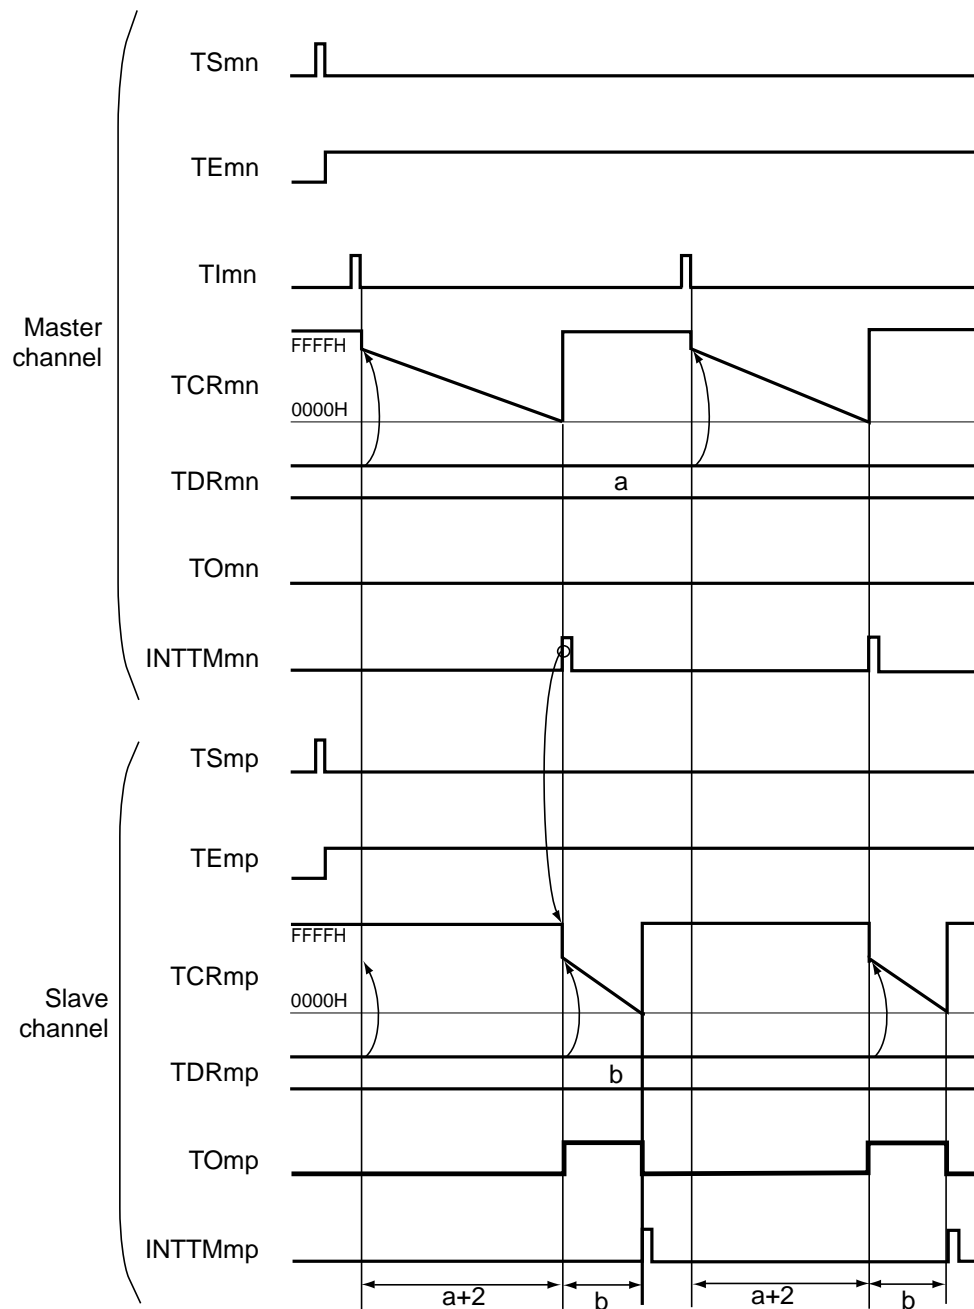 TSmn
TEmn
TImn
Master
channel
FFFFH
TCRmn
0000H
TDRmn
a
TOmn
INTTMmn
TSmp
TEmp
FFFFH
TCRmp
Slave
channel
0000H
TDRmp
b
TOmp
INTTMmp
a+2
b
a+2
b